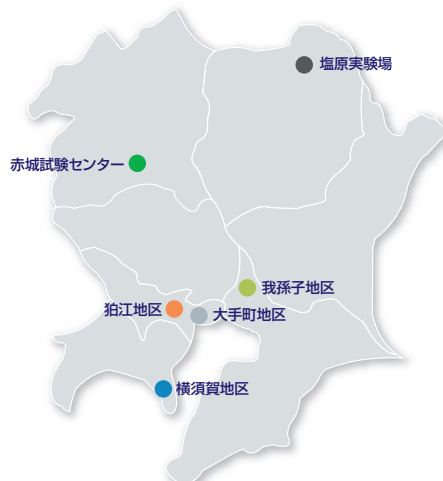 塩原実験場
赤城試験センター
我孫子地区
狛江地区
大手町地区
横須賀地区